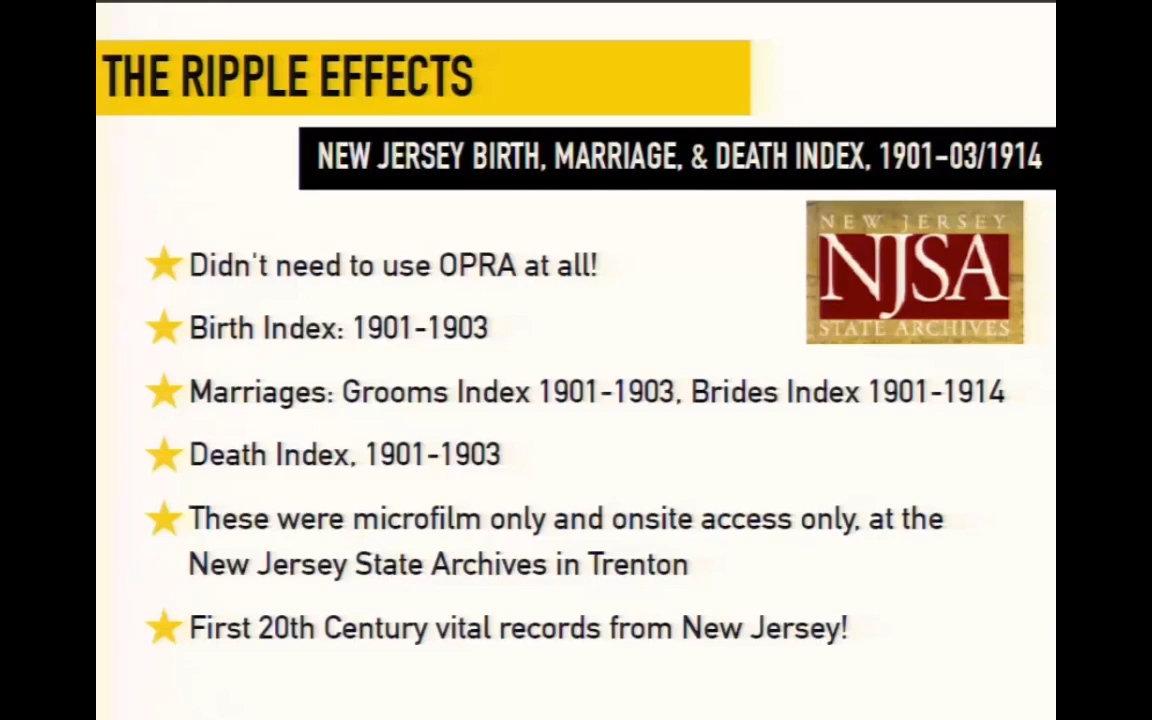 THE RIPPLE EFFECTS
NEW JERSEY BIRTH, MARRIAGE, & DEATH INDEX, 1901-03/1914
NEW JERSEY
NJSA
STATE ARCHIVES
Didn't need to use OPRA at all!
Birth Index: 1901-1903
Marriages: Grooms Index 1901-1903, Brides Index 1901-1914
Death Index, 1901-1903
These were microfilm only and onsite access only, at the
New Jersey State Archives in Trenton
First 20th Century vital records from New Jersey!